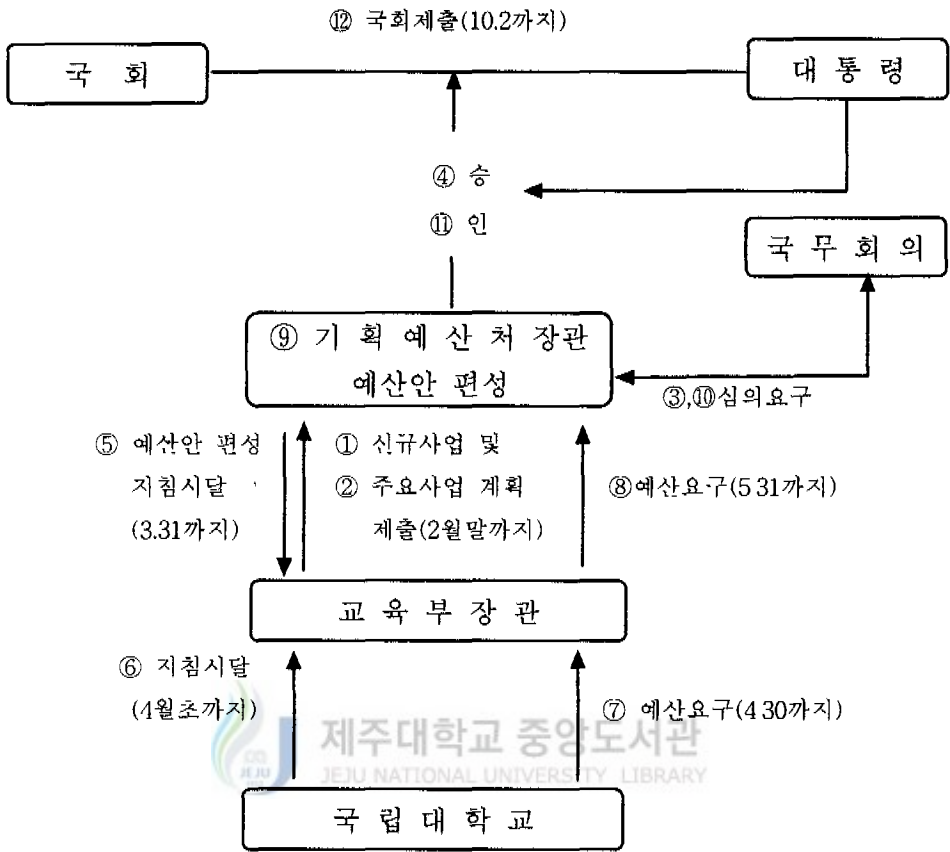 ⑫ 국회제출(10.2까지)
국 회
대 통 령
④ 승
⑪ 인
국 무 회 의
⑨ 기 획 예 산 처 장관
예산안 편성
③,⑩심의요구
⑤ 예산안 편성
지침시달
(3.31까지)
① 신규사업 및
② 주요사업 계획
제출(2월말까지)
⑧예산요구(5 31까지)
교 육 부 장 관
⑥ 지침시달
(4월초까지)
⑦ 예산요구(4 30까지)
제주대학교 중앙도서관
JEJU NATIONAL UNIVERSITY LIBRARY
국 립 대 학 교